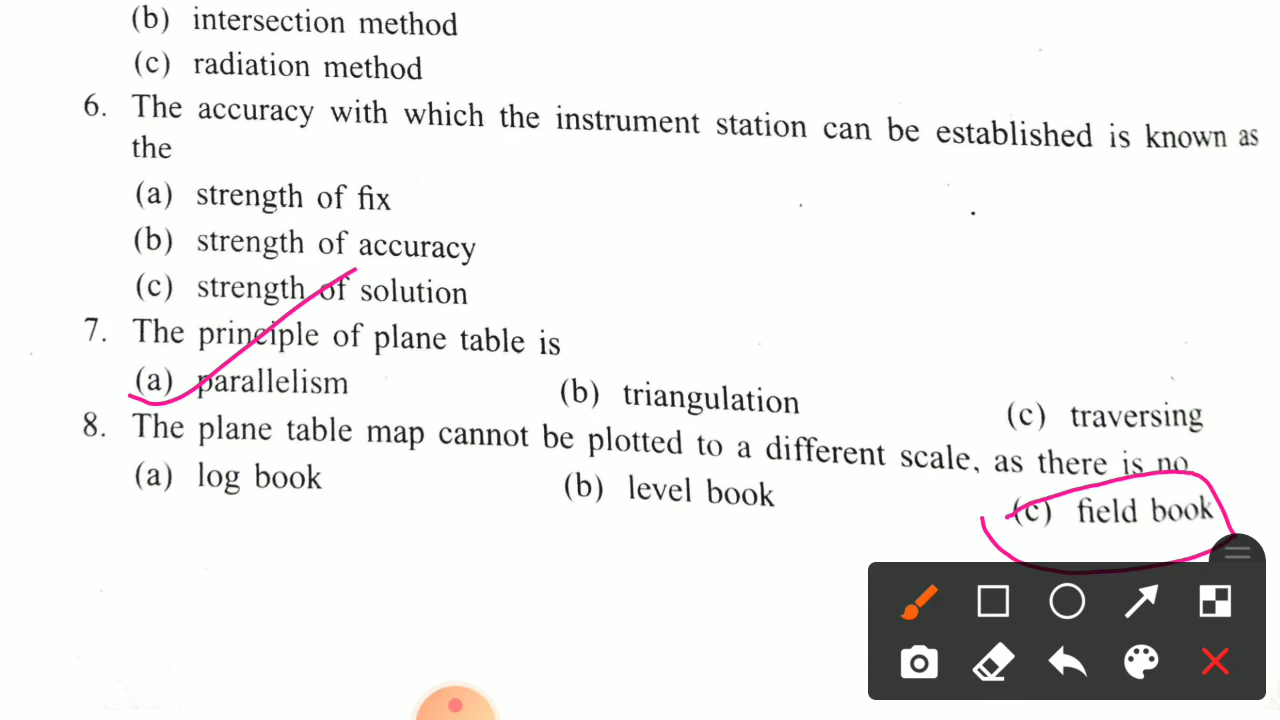 (b) intersection method
(c) radiation method
6. The accuracy with which the instrument station can be established is known as
the
(a) strength of fix
(b) strength of accuracy
(c) strength of solution
7. The principle of plane table is
(a) parallelism (b) triangulation (c) traversing
8. The plane table map cannot be plotted to a different scale, as there is no
(a) log book (b) level book (c) field book